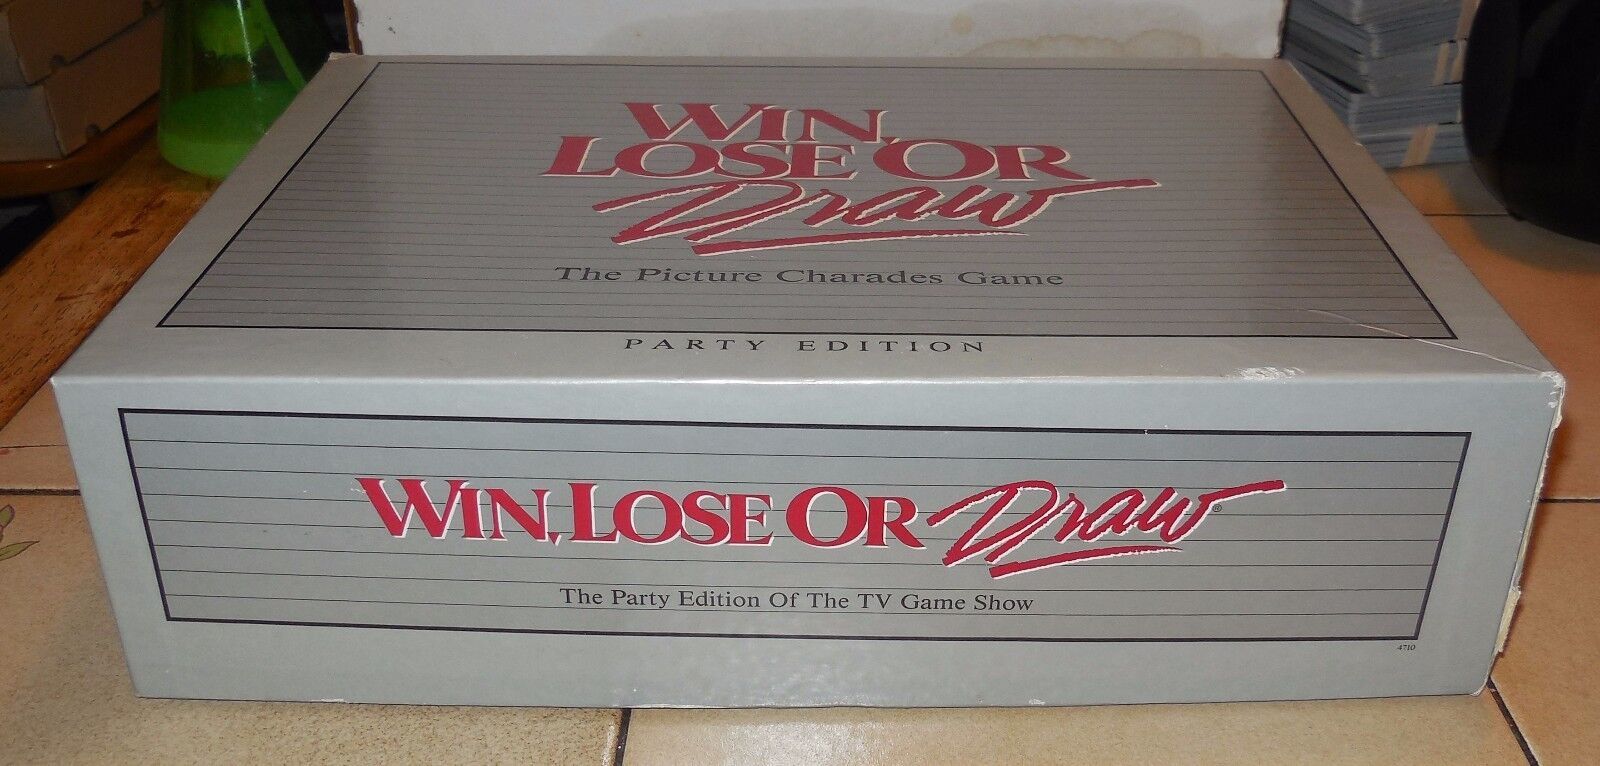 WIN,
LOSE OR
Draw
The Picture Charades Game
PARTY EDITION
WIN, LOSE OR Draw®
The Party Edition Of The TV Game Show
4710